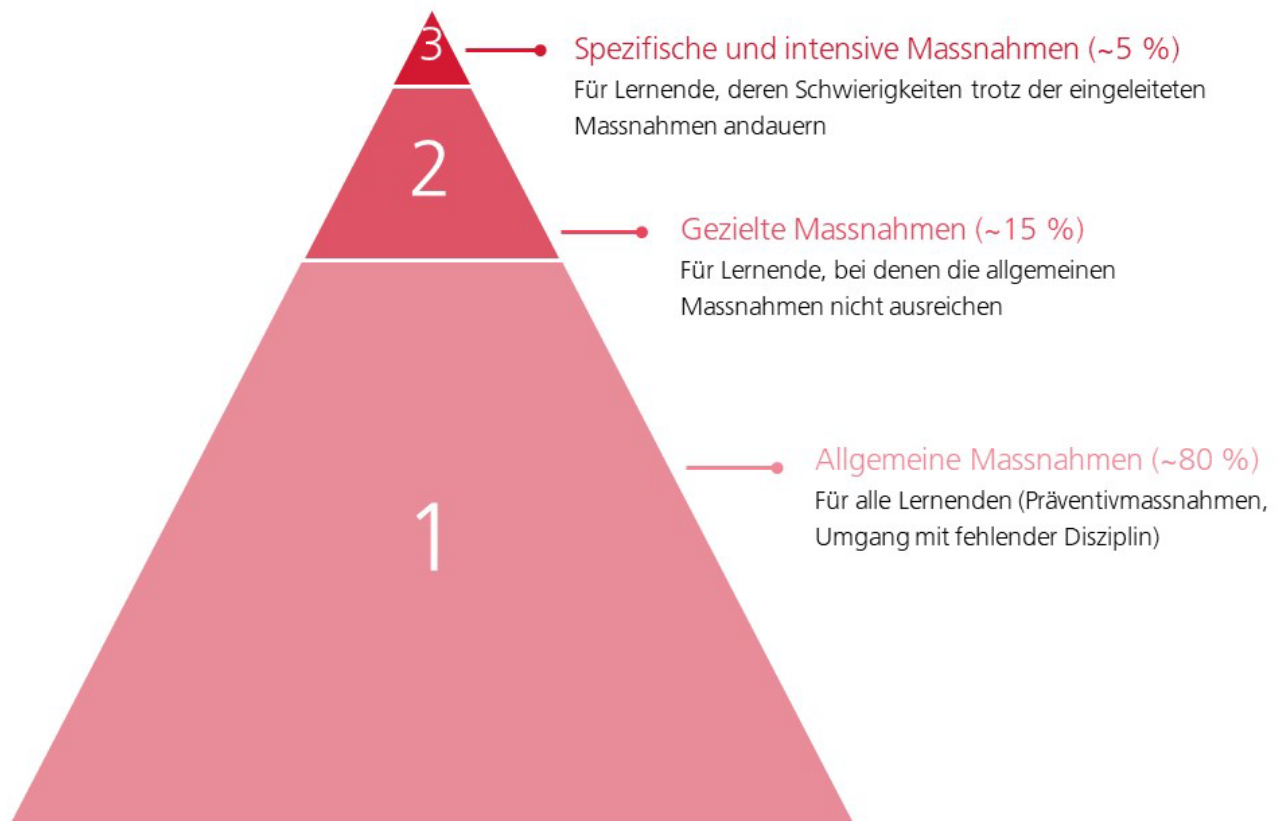 3
Spezifische und intensive Massnahmen (~5 %)
Für Lernende, deren Schwierigkeiten trotz der eingeleiteten
Massnahmen andauern
2
Gezielte Massnahmen (~15 %)
Für Lernende, bei denen die allgemeinen
Massnahmen nicht ausreichen
1
Allgemeine Massnahmen (~80 %)
Für alle Lernenden (Präventivmassnahmen,
Umgang mit fehlender Disziplin)